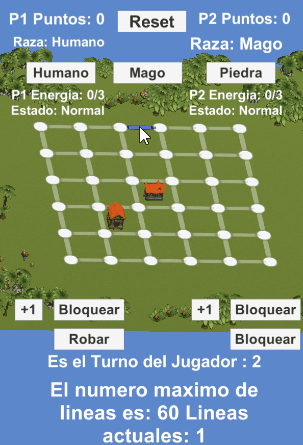 P1 Puntos: 0
Reset
P2 Puntos: 0
Raza: Humano
Raza: Mago
Humano
Mago
Piedra
P1 Energia: 0/3
P2 Energia: 0/3
Estado: Normal
Estado: Normal
+1
Bloquear
+1
Bloquear
Robar
Bloquear
Es el Turno del Jugador : 2
El numero maximo de
lineas es: 60 Lineas
actuales: 1